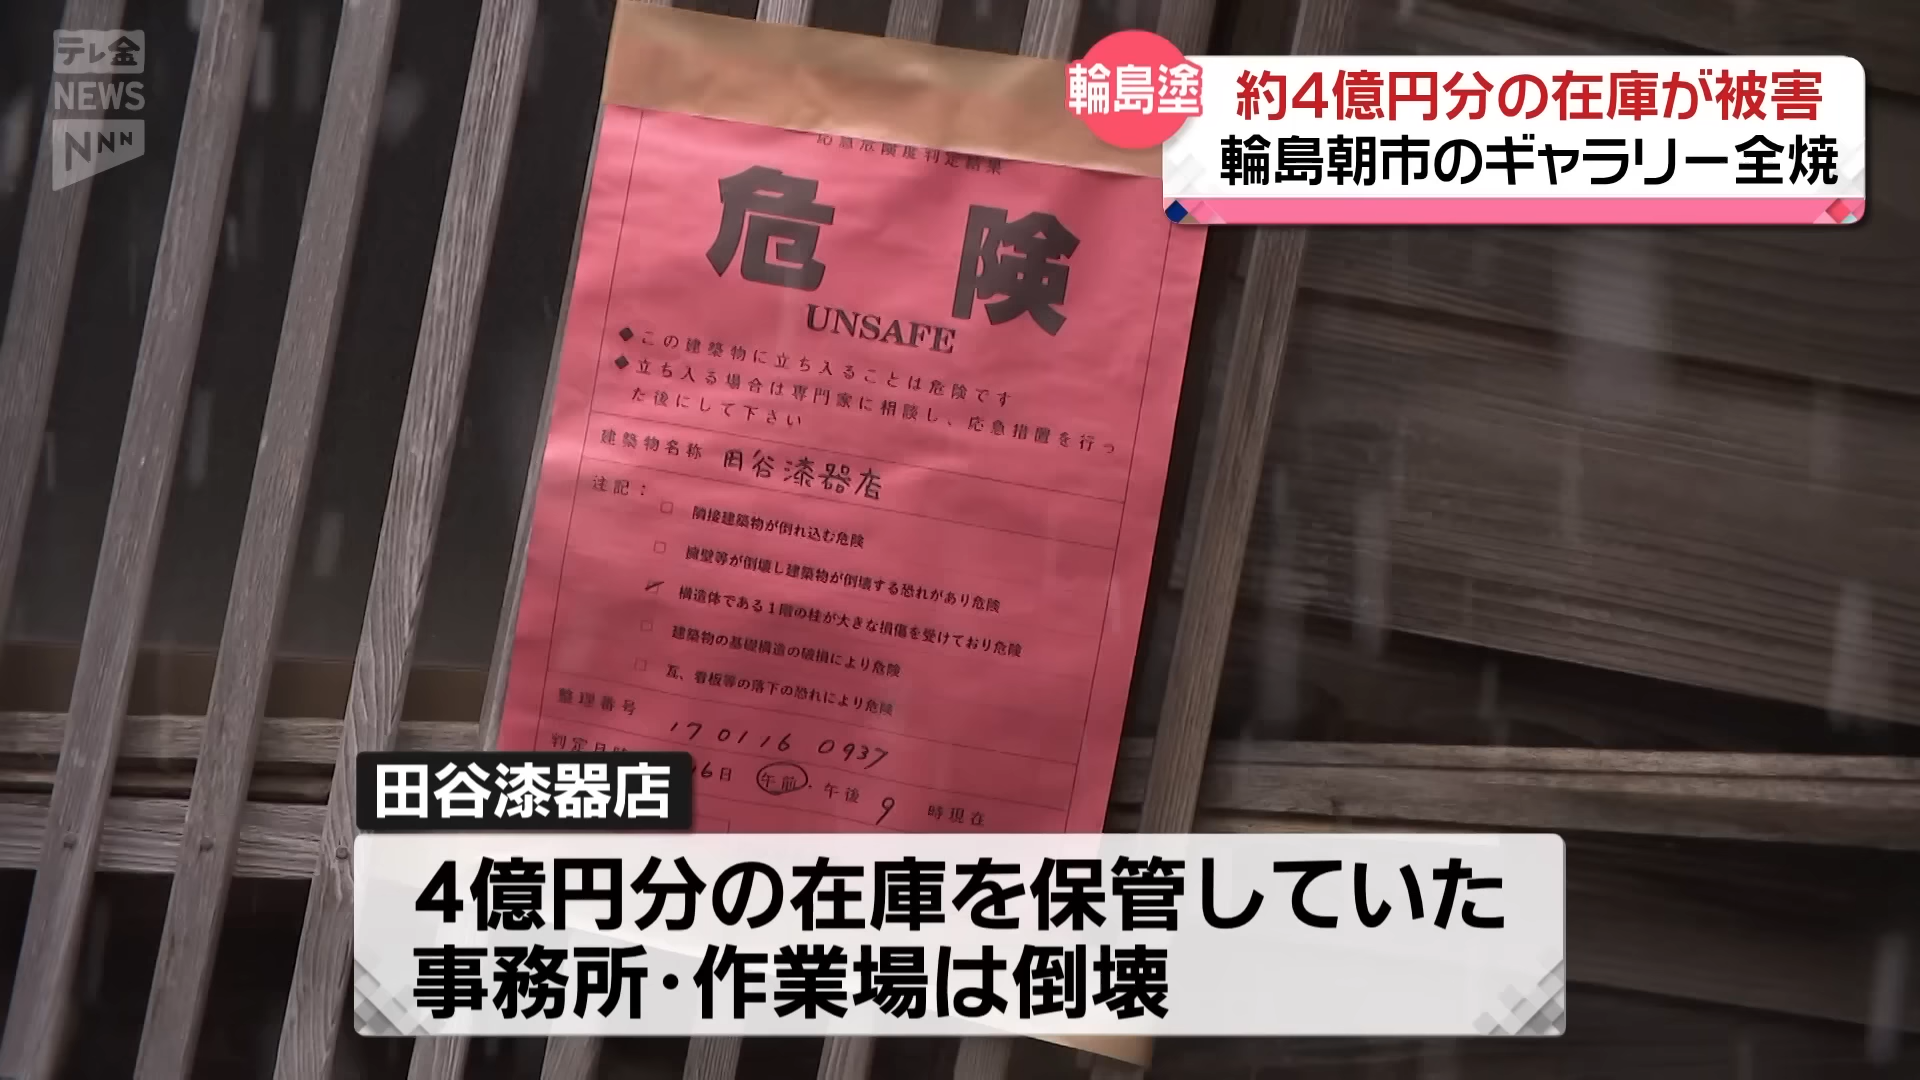 テレ金
NEWS
NNN
輪島塗
約4億円分の在庫が被害
輪島朝市のギャラリー全焼
応急危険度判定結果
危険
UNSAFE
◆この建築物に立ち入ることは危険です
◆立ち入る場合は専門家に相談し、応急措置を行っ
た後にして下さい
建築物名称 田谷漆器店
注記：
□ 隣接建築物が倒れ込む危険
□ 擁壁等が倒壊し建築物が倒壊する恐れがあり危険
☑ 構造体である1階の柱が大きな損傷を受けており危険
□ 建築物の基礎構造の破損により危険
□ 瓦、看板等の落下の恐れにより危険
整理番号 170116 0937
判定日時 16日 午前・午後 9 時現在
田谷漆器店
4億円分の在庫を保管していた
事務所・作業場は倒壊